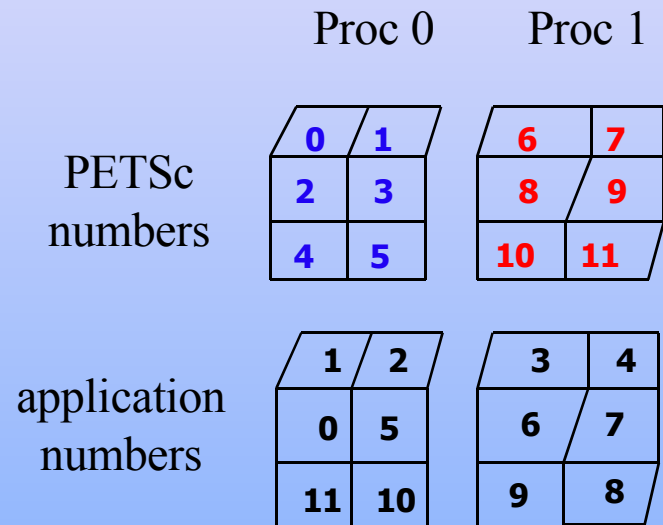 Proc 0 Proc 1
PETSc
numbers
0 1 6 7
2 3 8 9
4 5 10 11
application
numbers
1 2 3 4
0 5 6 7
11 10 9 8